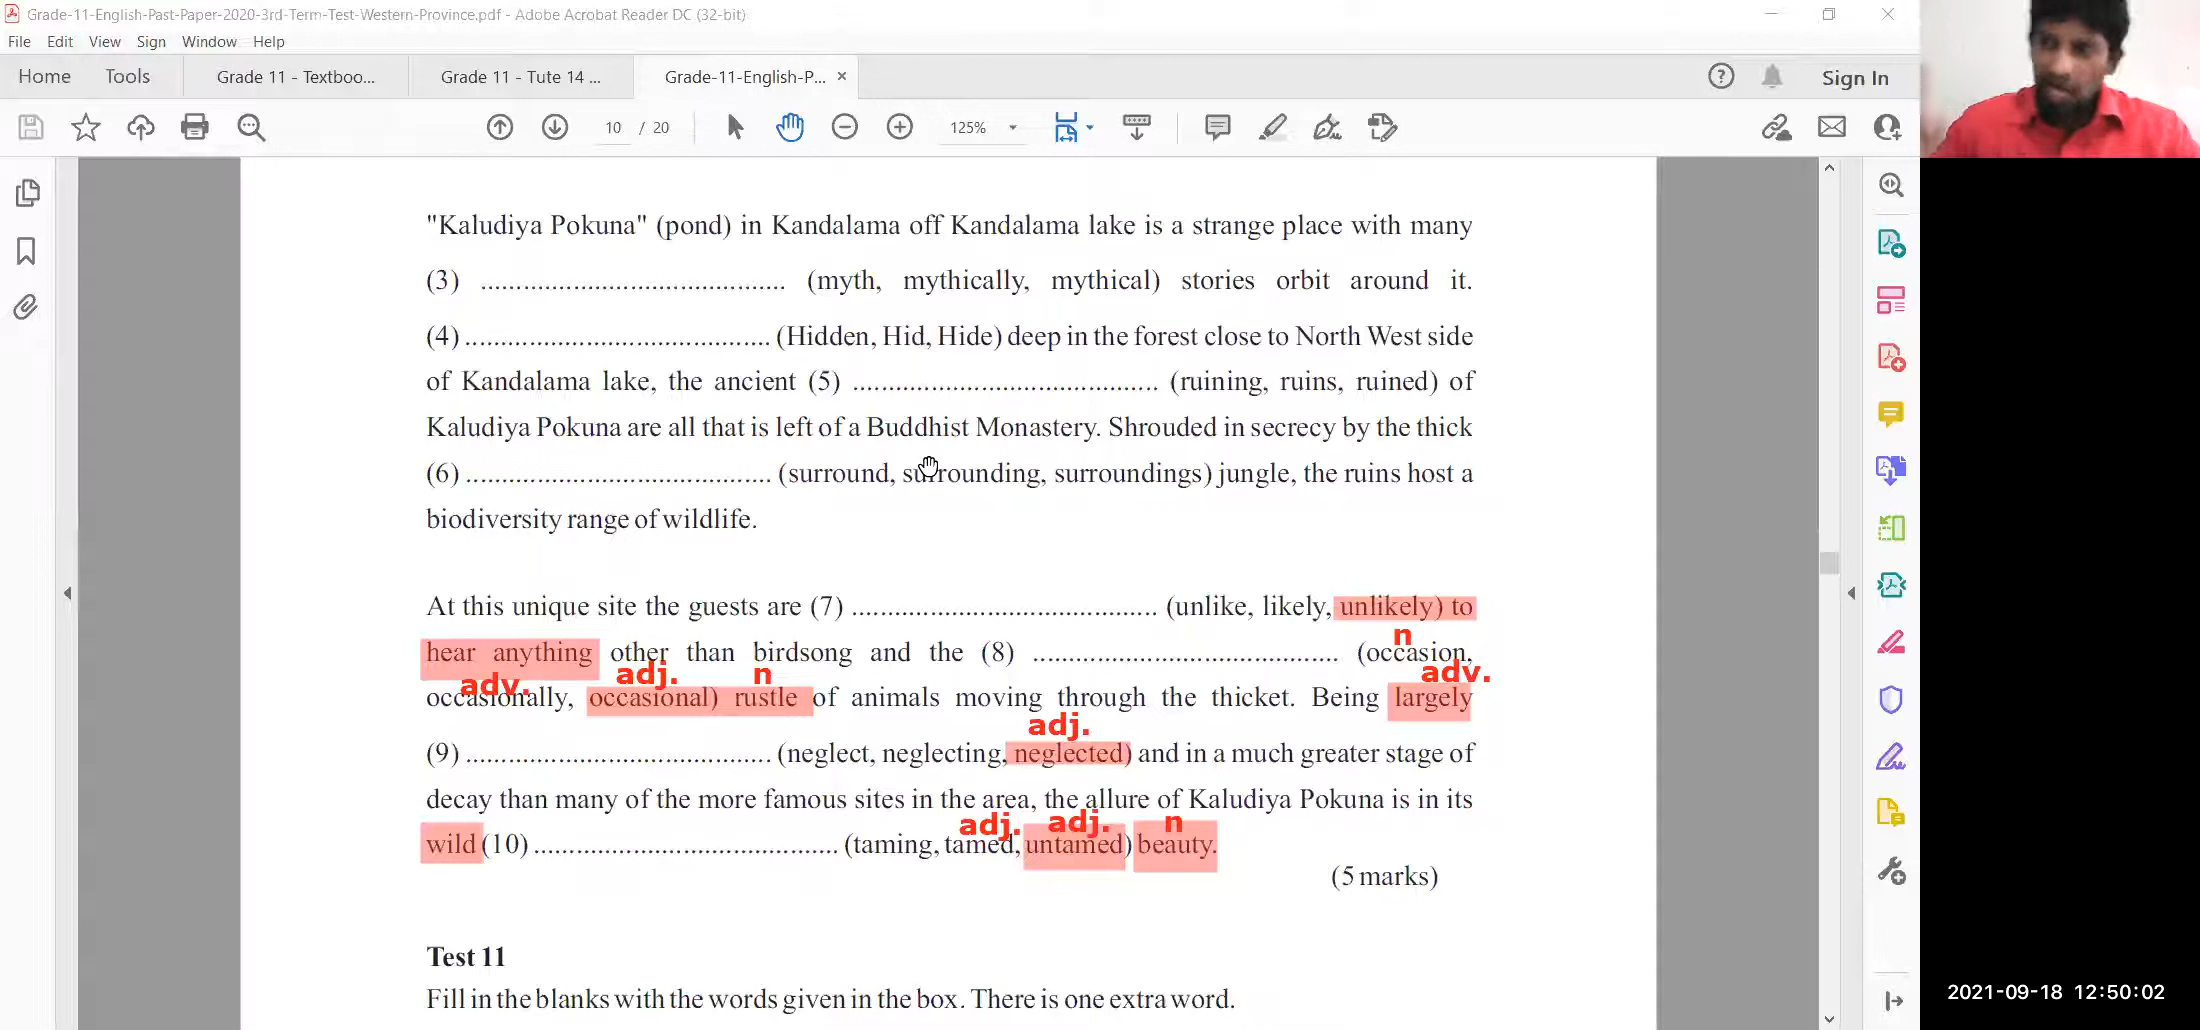 Grade-11-English-Past-Paper-2020-3rd-Term-Test-Western-Province.pdf - Adobe Acrobat Reader DC (32-bit)
File Edit View Sign Window Help
Home Tools Grade 11 - Textboo... Grade 11 - Tute 14 ... Grade-11-English-P... × Sign In
10 / 20 125%
"Kaludiya Pokuna" (pond) in Kandalama off Kandalama lake is a strange place with many
(3) ........................................... (myth, mythically, mythical) stories orbit around it.
(4) ........................................... (Hidden, Hid, Hide) deep in the forest close to North West side
of Kandalama lake, the ancient (5) ........................................... (ruining, ruins, ruined) of
Kaludiya Pokuna are all that is left of a Buddhist Monastery. Shrouded in secrecy by the thick
(6) ........................................... (surround, surrounding, surroundings) jungle, the ruins host a
biodiversity range of wildlife.
At this unique site the guests are (7) ........................................... (unlike, likely, unlikely) to
n
hear anything other than birdsong and the (8) ........................................... (occasion,
adv. adj. n adv.
occasionally, occasional) rustle of animals moving through the thicket. Being largely
adj.
(9) ........................................... (neglect, neglecting, neglected) and in a much greater stage of
decay than many of the more famous sites in the area, the allure of Kaludiya Pokuna is in its
adj. adj. n
wild (10) ........................................... (taming, tamed, untamed) beauty.
(5 marks)
Test 11
Fill in the blanks with the words given in the box. There is one extra word.
2021-09-18 12:50:02